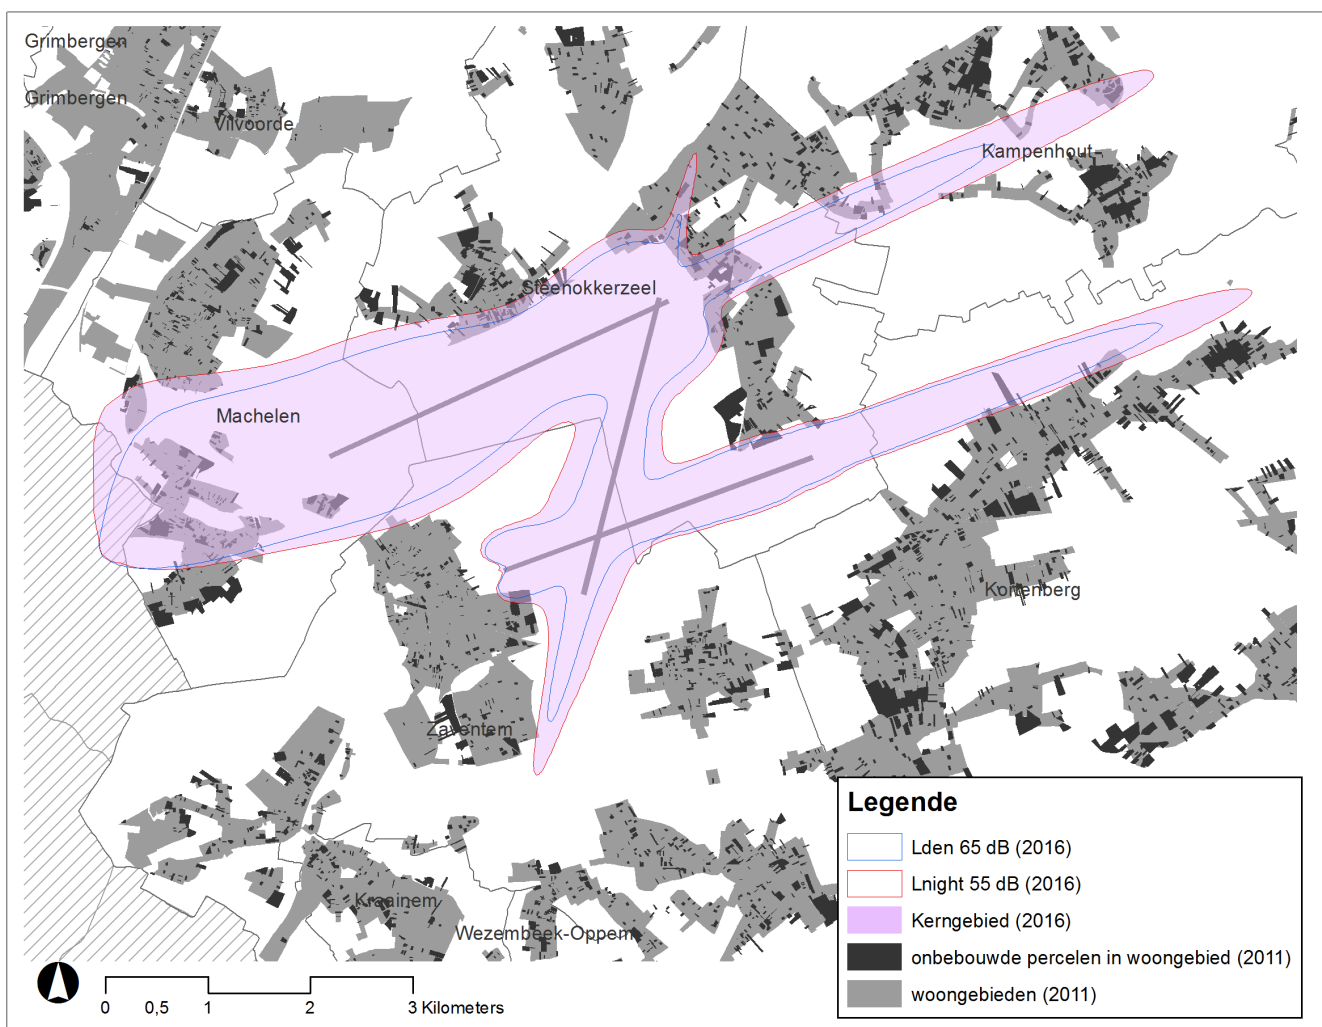 Grimbergen
Grimbergen
Vilvoorde
Kampenhout
Steenokkerzeel
Machelen
Kortenberg
Zaventem
Kraainem
Wezembeek-Oppem
Legende
Lden 65 dB (2016)
Lnight 55 dB (2016)
Kerngebied (2016)
onbebouwde percelen in woongebied (2011)
woongebieden (2011)
0 0,5 1 2 3 Kilometers